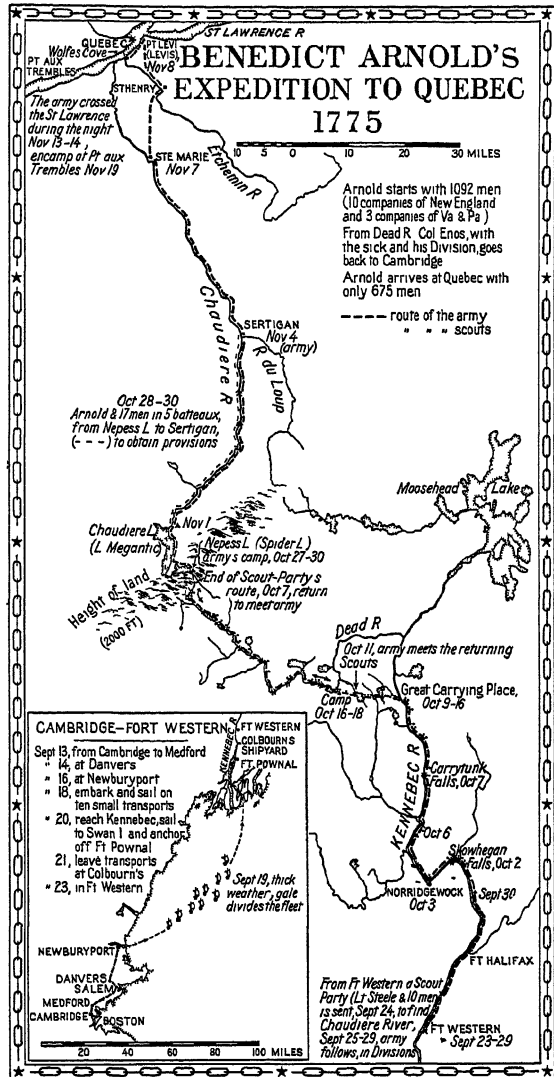 ST LAWRENCE R
QUEBEC
Wolfes Cove
PT AUX
TREMBLES
PT LEVI
(LEVIS)
Nov 8
BENEDICT ARNOLD'S
EXPEDITION TO QUEBEC
1775
10 5 0 10 20 30 MILES
ST HENRY
The army crossed
the St Lawrence
during the night
Nov 13-14,
encamp at Pt aux
Trembles Nov 19
STE MARIE
Nov 7
Etchemin R
Arnold starts with 1092 men
(10 companies of New England
and 3 companies of Va & Pa)
From Dead R Col Enos, with
the sick and his Division, goes
back to Cambridge
Arnold arrives at Quebec with
only 675 men
route of the army
" " " scouts
Chaudiere R
SERTIGAN
Nov 4
(army)
R du Loup
Oct 28-30
Arnold & 17 men in 5 batteaux,
from Nepess L to Sertigan,
(---) to obtain provisions
Moosehead Lake
Nov 1
Chaudiere L
(L Megantic)
Nepess L (Spider L)
army s camp, Oct 27-30
End of Scout-Party s
route, Oct 7, return
to meet army
Height of land
(2000 FT)
Dead R
Oct 11, army meets the returning
Scouts
Camp
Oct 16-18
Great Carrying Place,
Oct 9-16
KENNEBEC R
Carrytunk
Falls, Oct 7
Oct 6
Skowhegan
Falls, Oct 2
NORRIDGEWOCK
Oct 3
Sept 30
FT HALIFAX
From Ft Western a Scout
Party (Lt Steele & 10 men
is sent, Sept 24, to find
Chaudiere River,
Sept 25-29, army
follows, in Divisions
FT WESTERN
Sept 23-29
CAMBRIDGE-FORT WESTERN
Sept 13, from Cambridge to Medford
" 14, at Danvers
" 16, at Newburyport
" 18, embark and sail on
ten small transports
" 20, reach Kennebec, sail
to Swan I and anchor
off Ft Pownal
21, leave transports
at Colbourn's
" 23, in Ft Western
KENNEBEC R
FT WESTERN
COLBOURN S
SHIPYARD
FT POWNAL
Sept 19, thick
weather, gale
divides the fleet
NEWBURYPORT
DANVERS
SALEM
MEDFORD
CAMBRIDGE
BOSTON
20 40 60 80 100 MILES